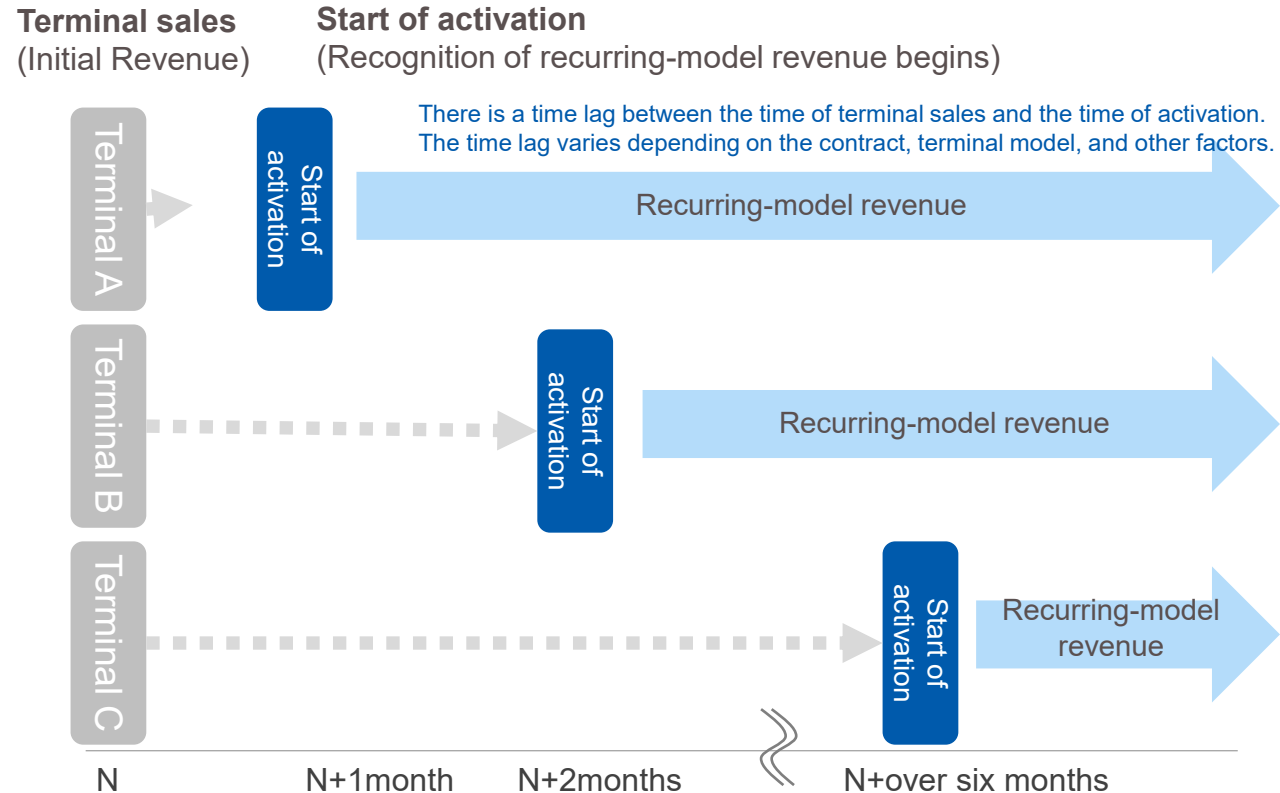 Terminal sales
(Initial Revenue)
Start of activation
(Recognition of recurring-model revenue begins)
There is a time lag between the time of terminal sales and the time of activation.
The time lag varies depending on the contract, terminal model, and other factors.
Terminal A
Start of
activation
Recurring-model revenue
Terminal B
Start of
activation
Recurring-model revenue
Terminal C
Start of
activation
Recurring-model
revenue
N
N+1month
N+2months
N+over six months